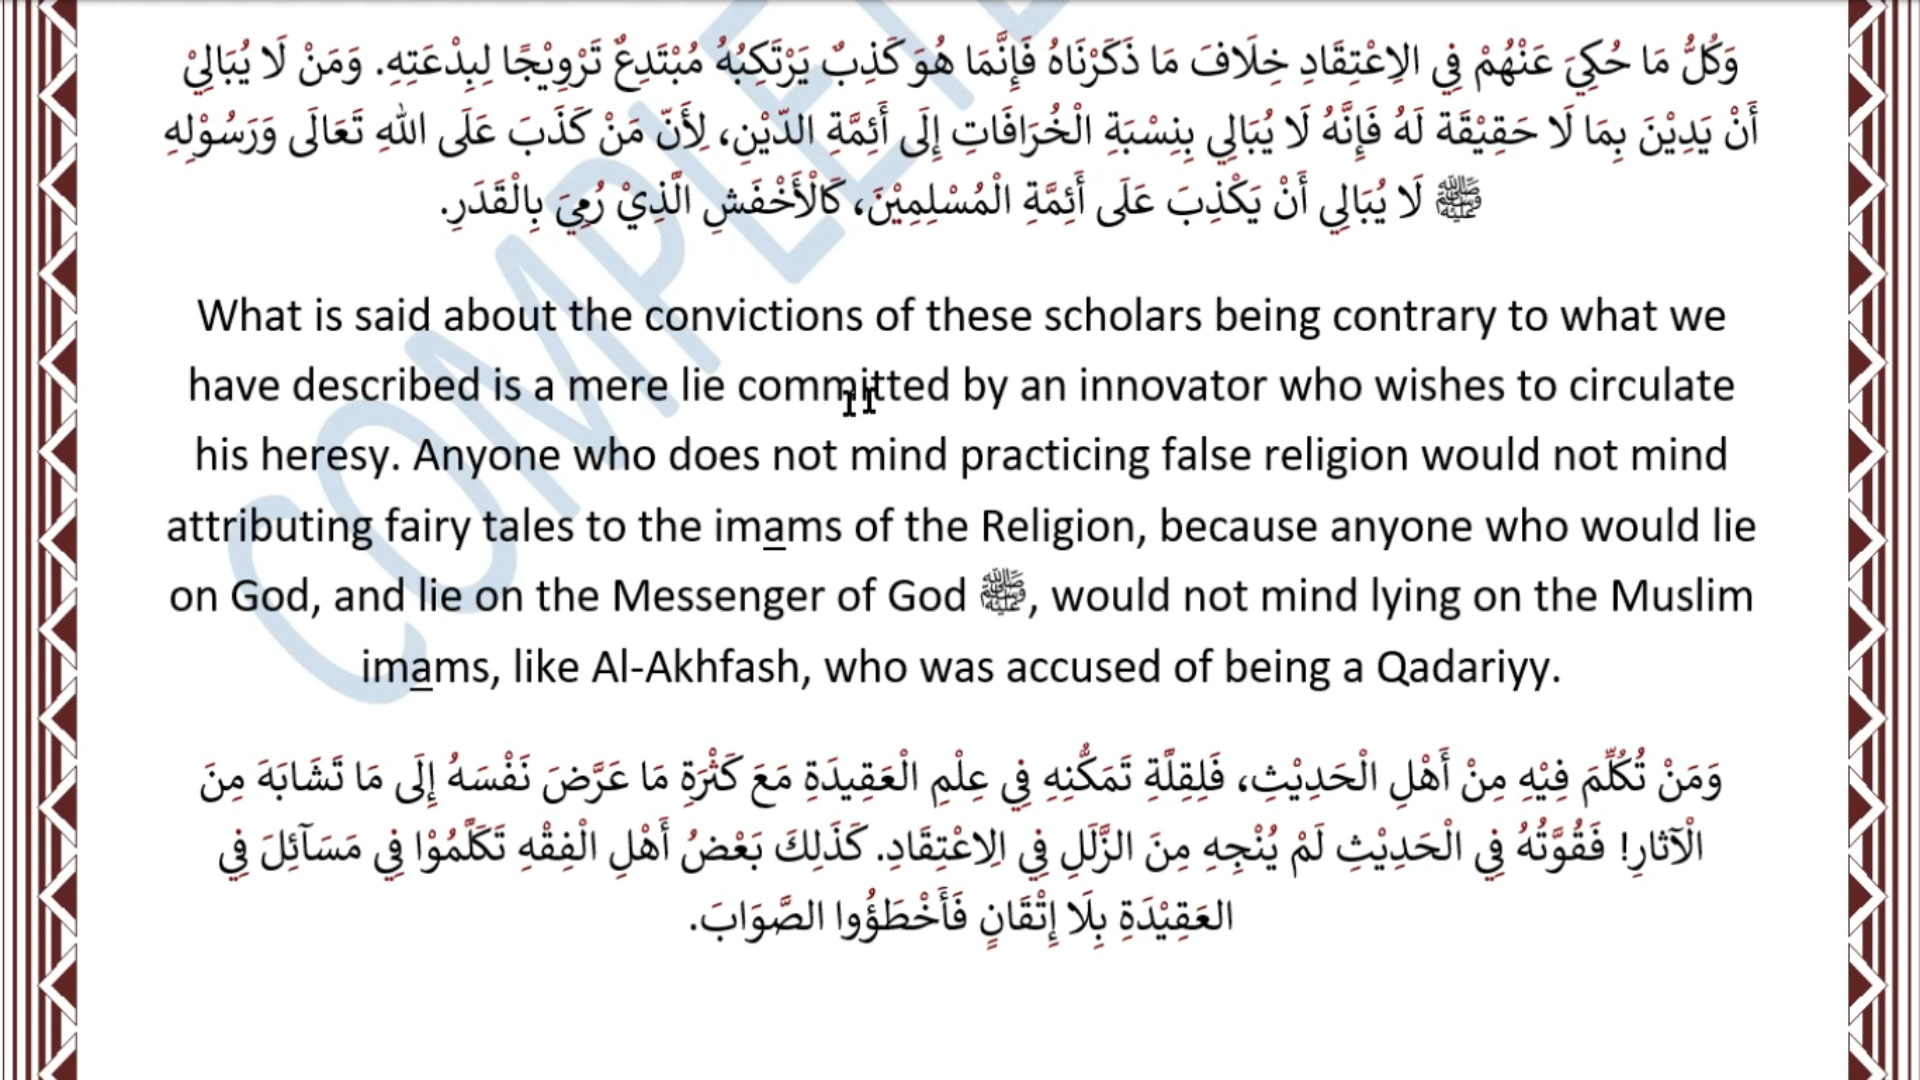 وَكُلُّ مَا حُكِيَ عَنْهُمْ فِي الِاعْتِقَادِ خِلَافَ مَا ذَكَرْنَاهُ فَإِنَّمَا هُوَ كَذِبٌ يَرْتَكِبُهُ مُبْتَدِعٌ تَرْوِيْجًا لِبِدْعَتِهِ. وَمَنْ لَا يُبَالِيْ
أَنْ يَدِيْنَ بِمَا لَا حَقِيْقَةَ لَهُ فَإِنَّهُ لَا يُبَالِي بِنِسْبَةِ الْخُرَافَاتِ إِلَى أَئِمَّةِ الدِّيْنِ، لِأَنَّ مَنْ كَذَبَ عَلَى اللهِ تَعَالَى وَرَسُوْلِهِ
ﷺ لَا يُبَالِي أَنْ يَكْذِبَ عَلَى أَئِمَّةِ الْمُسْلِمِيْنَ، كَالْأَخْفَشِ الَّذِيْ رُمِيَ بِالْقَدَرِ.
What is said about the convictions of these scholars being contrary to what we
have described is a mere lie committed by an innovator who wishes to circulate
his heresy. Anyone who does not mind practicing false religion would not mind
attributing fairy tales to the imams of the Religion, because anyone who would lie
on God, and lie on the Messenger of God ﷺ, would not mind lying on the Muslim
imams, like Al-Akhfash, who was accused of being a Qadariyy.
وَمَنْ تُكُلِّمَ فِيْهِ مِنْ أَهْلِ الْحَدِيْثِ، فَلِقِلَّةِ تَمَكُّنِهِ فِي عِلْمِ الْعَقِيدَةِ مَعَ كَثْرَةِ مَا عَرَّضَ نَفْسَهُ إِلَى مَا تَشَابَهَ مِنَ
الْآثَارِ! فَقُوَّتُهُ فِي الْحَدِيْثِ لَمْ يُنْجِهِ مِنَ الزَّلَلِ فِي الِاعْتِقَادِ. كَذَلِكَ بَعْضُ أَهْلِ الْفِقْهِ تَكَلَّمُوْا فِي مَسَآئِلَ فِي
العَقِيْدَةِ بِلَا إِتْقَانٍ فَأَخْطَؤُوا الصَّوَابَ.